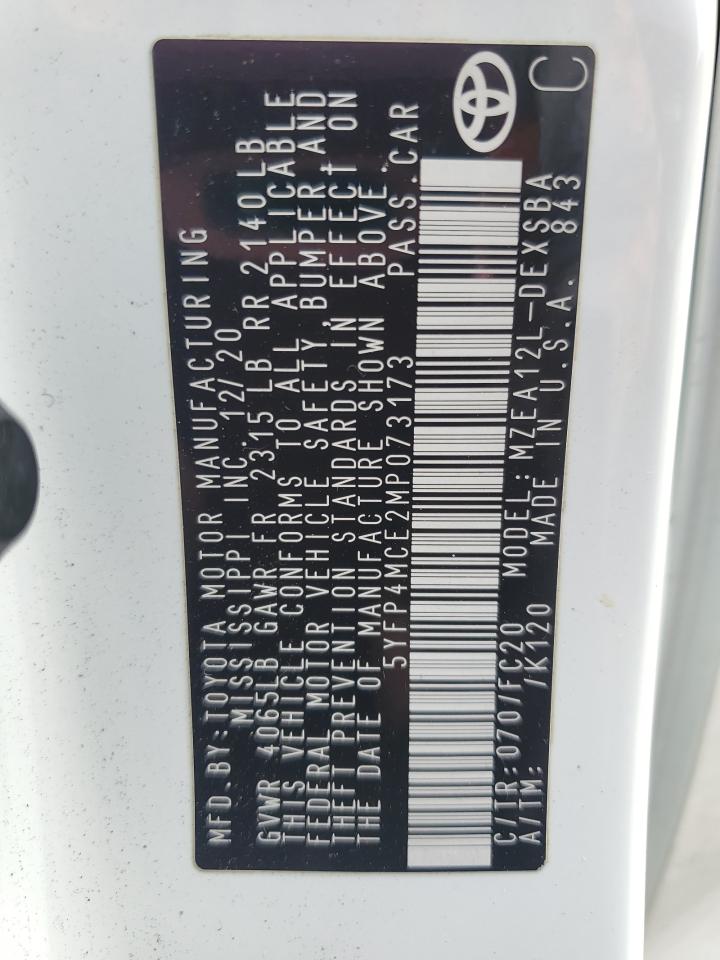 MFD. BY: TOYOTA MOTOR MANUFACTURING
MISSISSIPPI INC. 12/20
GVWR 4065LB GAWR FR 2315 LB RR 2140 LB
THIS VEHICLE CONFORMS TO ALL APPLICABLE
FEDERAL MOTOR VEHICLE SAFETY, BUMPER AND
THEFT PREVENTION STANDARDS IN EFFECT ON
THE DATE OF MANUFACTURE SHOWN ABOVE.
5YFP4MCE2MP073173 PASS. CAR
C/TR: 070/FC20 MODEL: MZEA12L-DEXSBA
A/TM: /K120 MADE IN U.S.A. 843
C